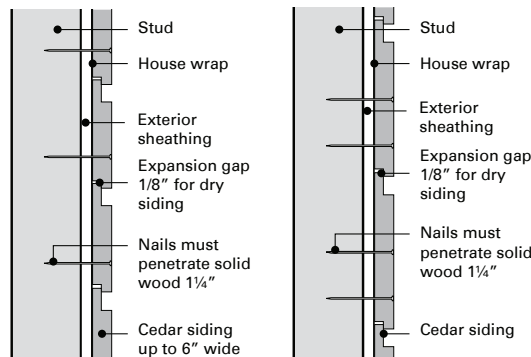 Stud
House wrap
Exterior
sheathing
Expansion gap
1/8” for dry
siding
Nails must
penetrate solid
wood 1¼”
Cedar siding
up to 6” wide
Stud
House wrap
Exterior
sheathing
Expansion gap
1/8” for dry
siding
Nails must
penetrate solid
wood 1¼”
Cedar siding